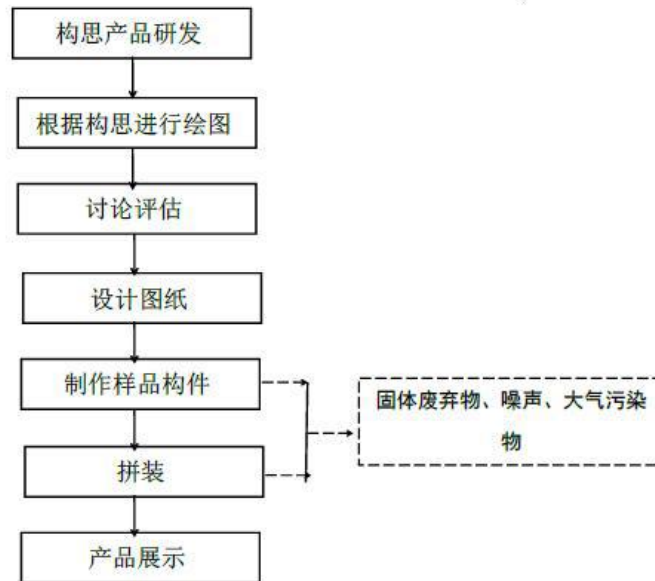 构思产品研发
根据构思进行绘图
讨论评估
设计图纸
制作样品构件
固体废弃物、噪声、大气污染
物
拼装
产品展示